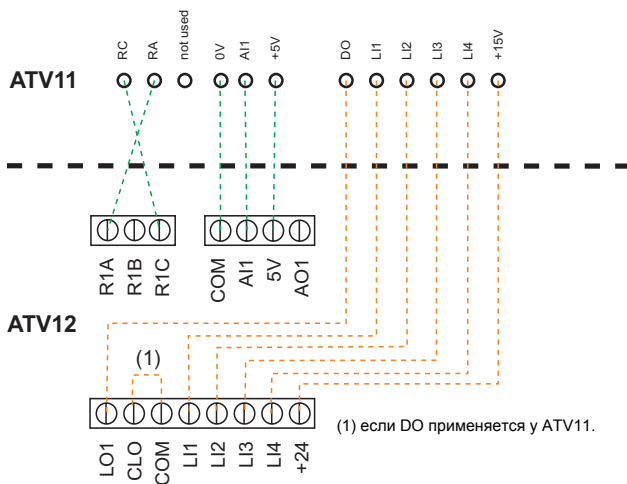 RC RA not used 0V AI1 +5V DO LI1 LI2 LI3 LI4 +15V
ATV11
R1A R1B R1C COM AI1 5V AO1
ATV12
(1)
(1) если DO применяется у ATV11.
LO1 CLO COM LI1 LI2 LI3 LI4 +24